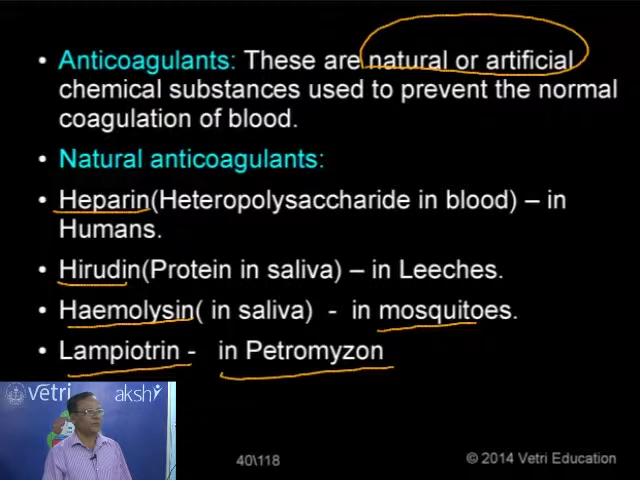 • Anticoagulants: These are natural or artificial
chemical substances used to prevent the normal
coagulation of blood.
• Natural anticoagulants:
• Heparin(Heteropolysaccharide in blood) – in
Humans.
• Hirudin(Protein in saliva) – in Leeches.
• Haemolysin( in saliva) - in mosquitoes.
• Lampiotrin - in Petromyzon
vetri akshy
40\118
© 2014 Vetri Education